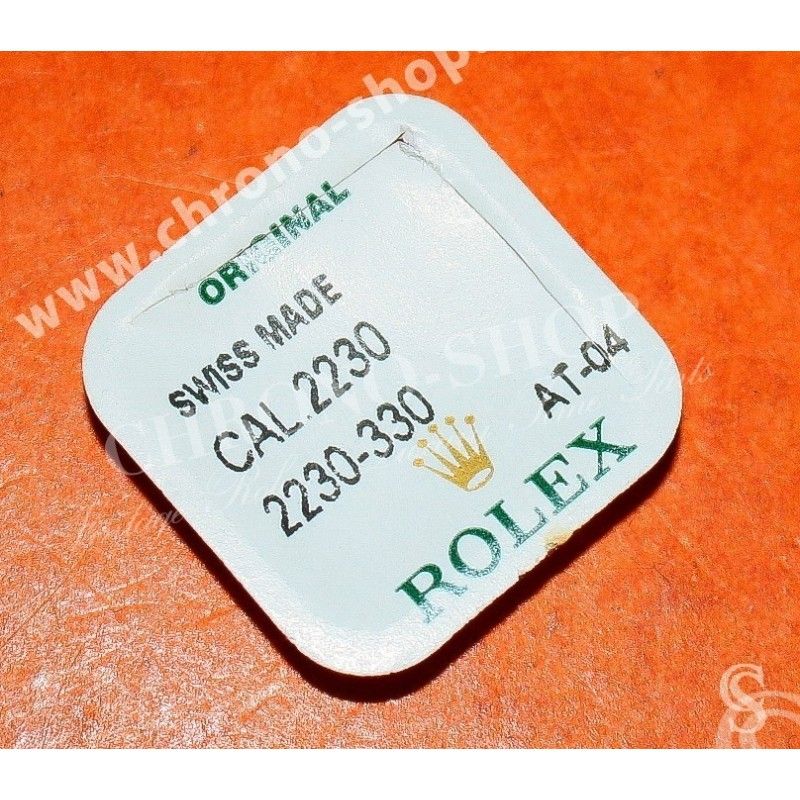 www.chrono-shop.
ORIGINAL
SWISS MADE
CAL.2230
2230-330
AT-04
ROLEX
CHRONO-SHOP